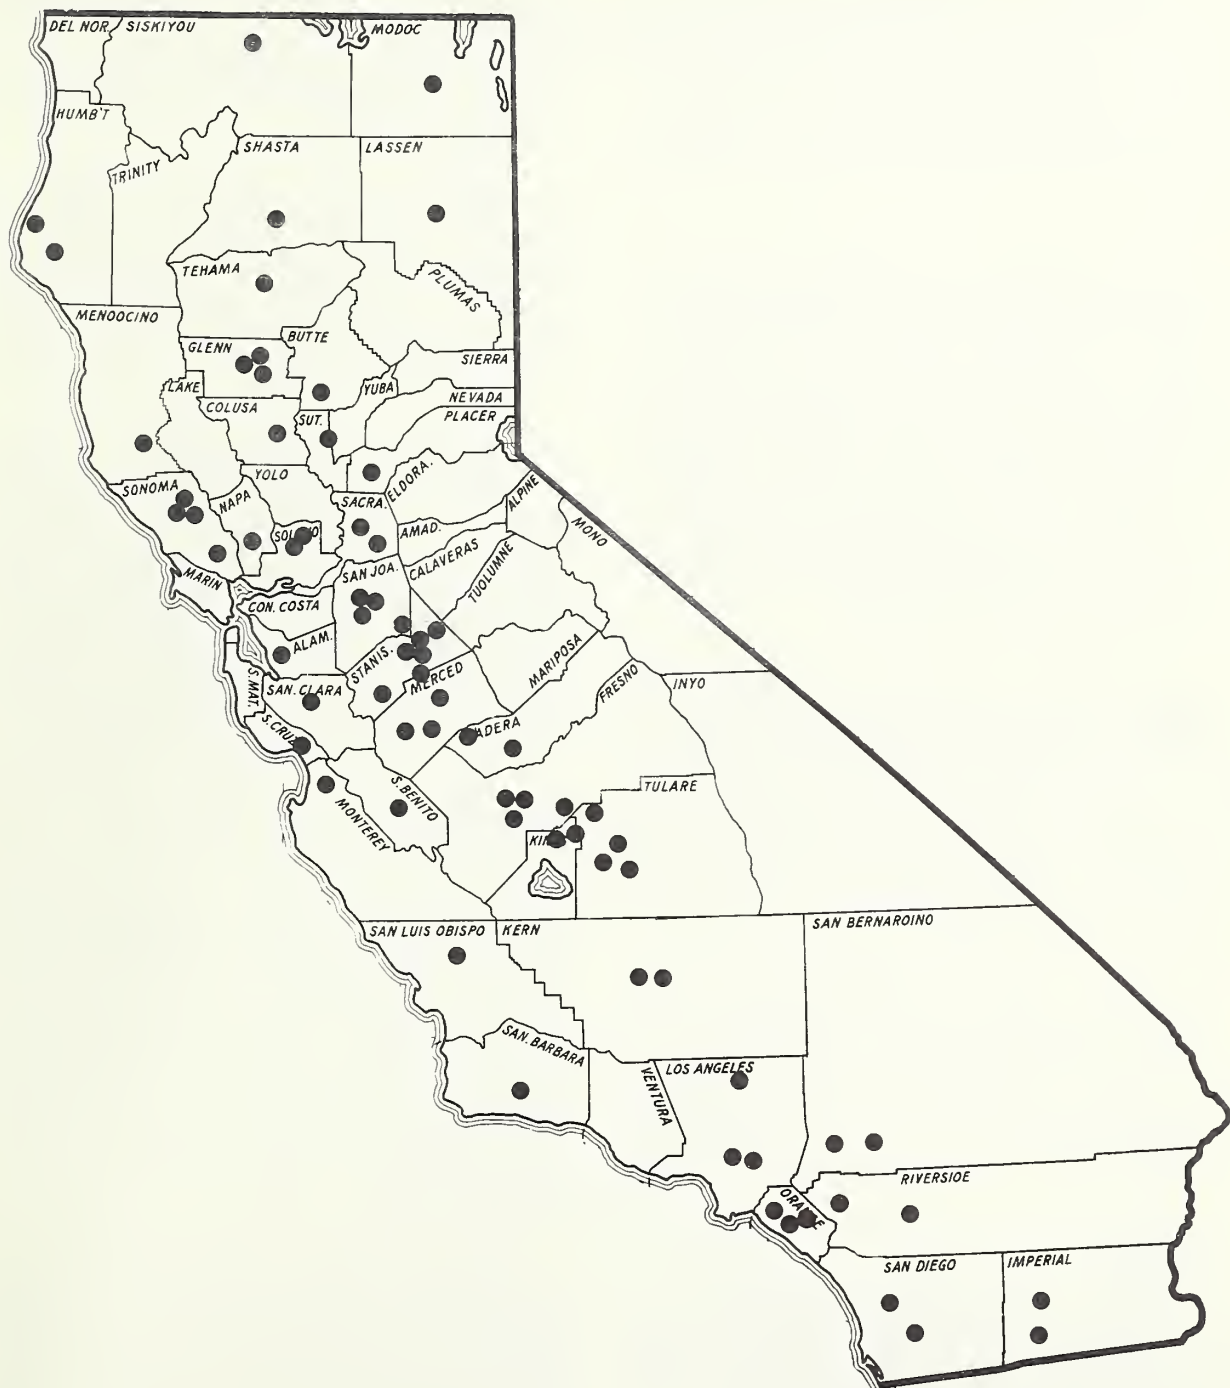 DEL NOR.
SISKIYOU
MODOC
HUMB'T
TRINITY
SHASTA
LASSEN
TEHAMA
PLUMAS
MENOOCINO
GLENN
BUTTE
SIERRA
LAKE
YUBA
NEVADA
COLUSA
SUT.
PLACER
YOLO
SONOMA
NAPA
SACRA.
ELDORA.
ALPINE
MONO
AMAD.
CALAVERAS
TUOLUMNE
MARIN
SAN JOA.
CON. COSTA
ALAM.
STANIS.
MERCED
MARIPOSA
FRESNO
INYO
S. MAT.
SAN. CLARA
S. CRUZ
ADERA
S. BENITO
MONTEREY
TULARE
SAN LUIS OBISPO
KERN
SAN BERNAROINO
SAN. BARBARA
VENTURA
LOS ANGELES
RIVERSIOE
SAN DIEGO
IMPERIAL